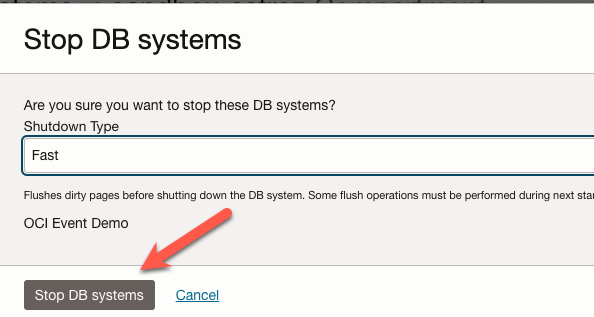 Stop DB systems
Are you sure you want to stop these DB systems?
Shutdown Type
Fast
Flushes dirty pages before shutting down the DB system. Some flush operations must be performed during next
OCI Event Demo
Stop DB systems Cancel